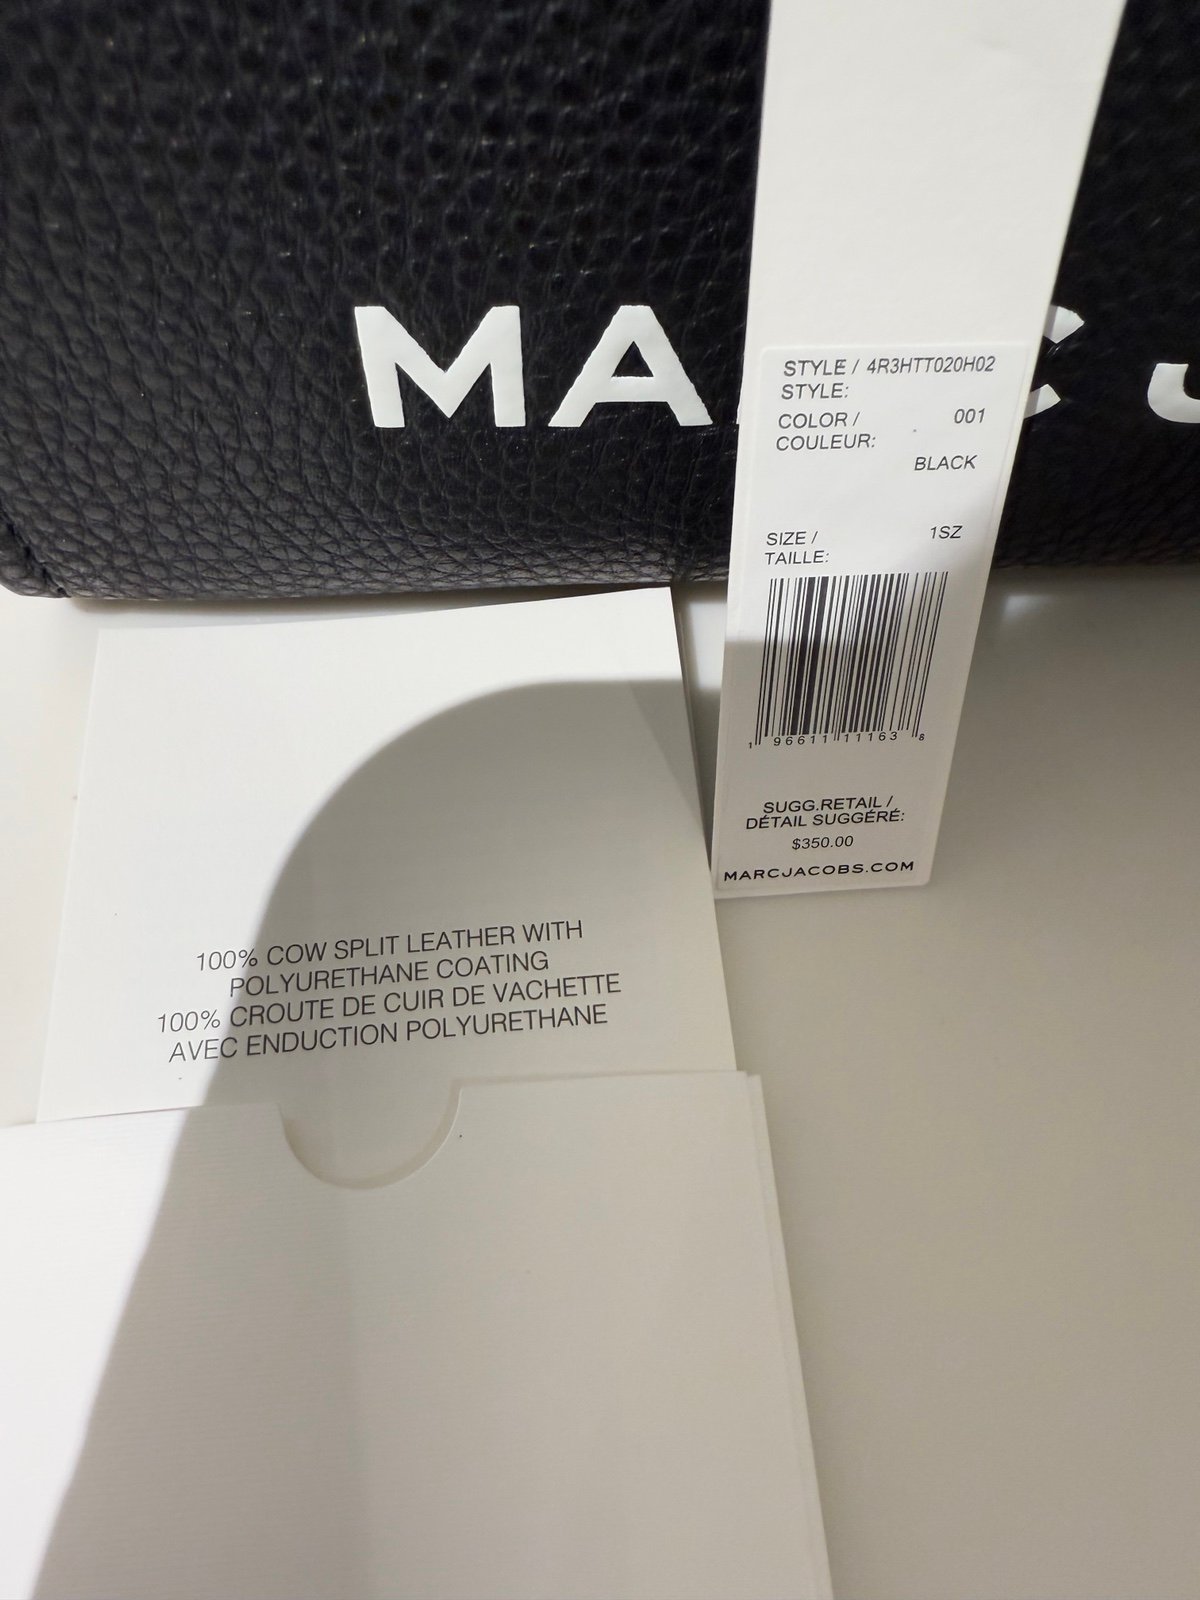 MARC J
STYLE / 4R3HTT020H02
STYLE:
COLOR / 001
COULEUR:
BLACK
SIZE / 1SZ
TAILLE:
1 96611 11163 8
SUGG.RETAIL /
DÉTAIL SUGGÉRÉ:
$350.00
MARCJACOBS.COM
100% COW SPLIT LEATHER WITH
POLYURETHANE COATING
100% CROUTE DE CUIR DE VACHETTE
AVEC ENDUCTION POLYURETHANE